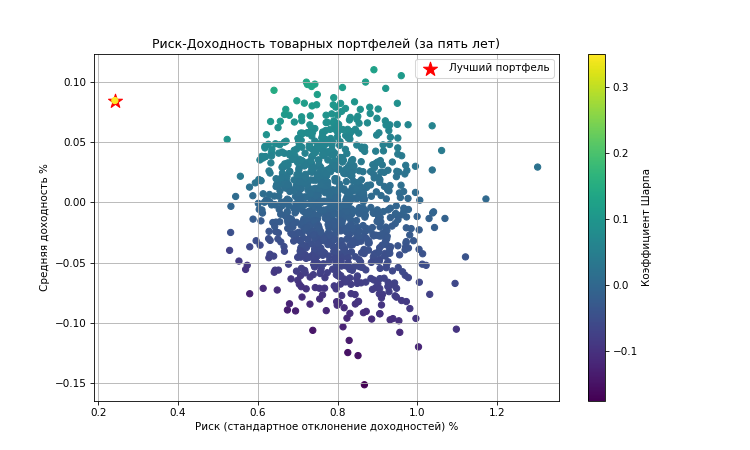 Риск-Доходность товарных портфелей (за пять лет)
Лучший портфель
0.10
0.05
0.00
−0.05
−0.10
−0.15
Средняя доходность %
0.2 0.4 0.6 0.8 1.0 1.2
Риск (стандартное отклонение доходностей) %
0.3
0.2
0.1
0.0
−0.1
Коэффициент Шарпа